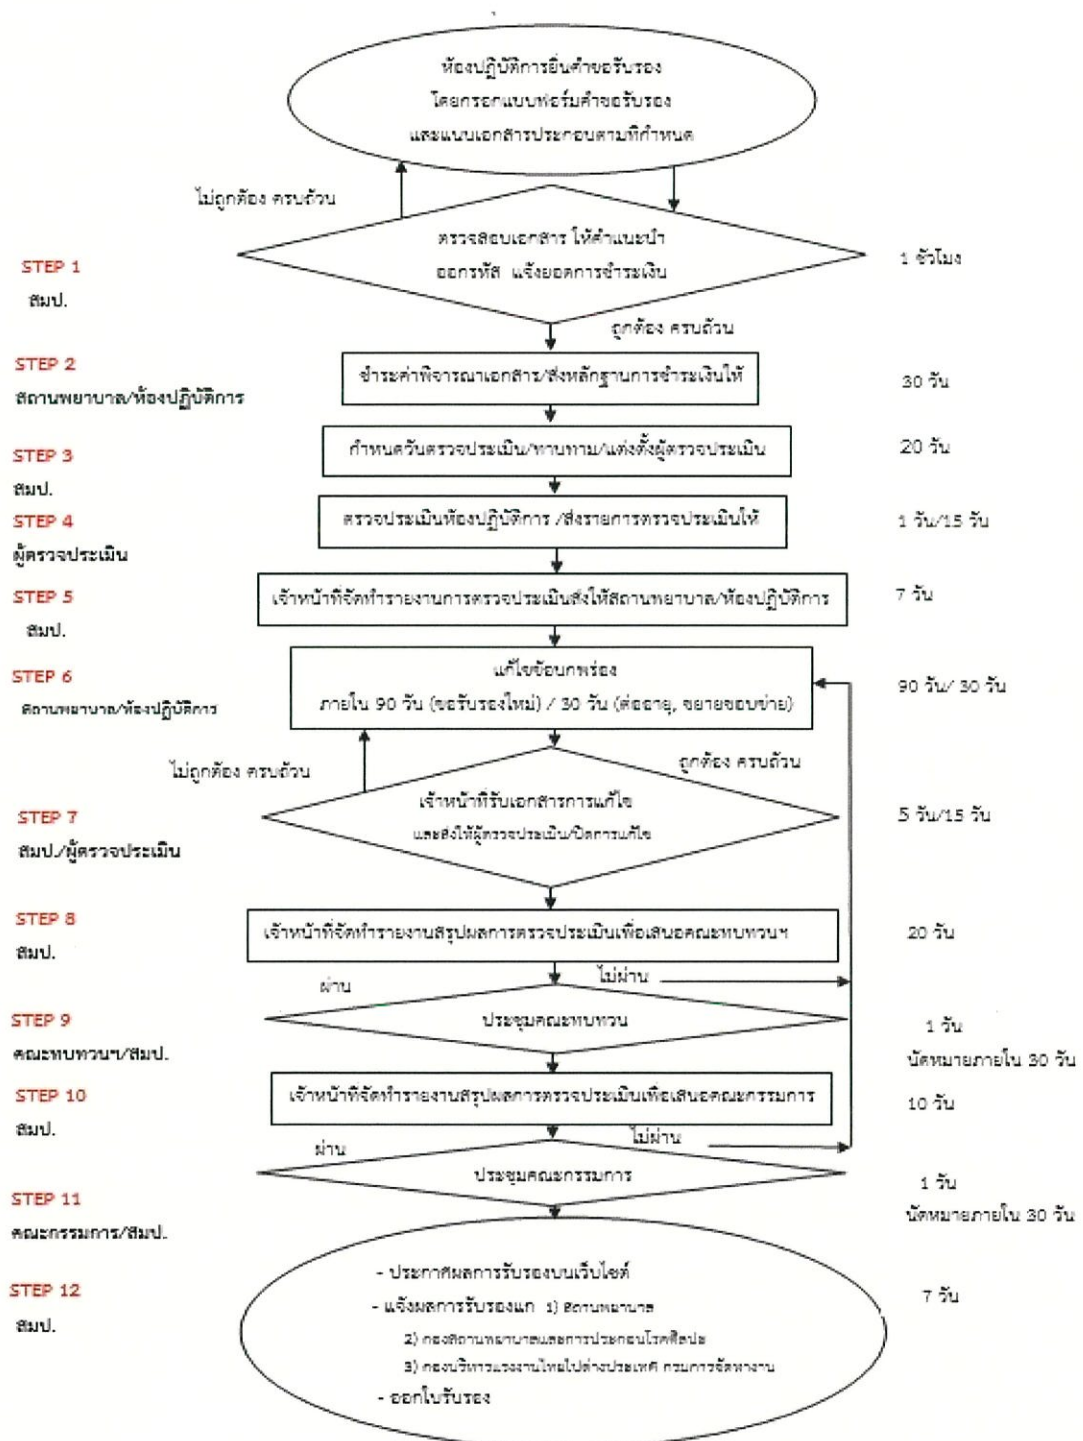 ห้องปฏิบัติการยื่นคำขอรับรอง
โดยกรอกแบบฟอร์มคำขอรับรอง
และแนบเอกสารประกอบตามที่กำหนด
ไม่ถูกต้อง ครบถ้วน
STEP 1
สมป.
ตรวจสอบเอกสาร ให้คำแนะนำ
ออกรหัส แจ้งยอดการชำระเงิน
1 ชั่วโมง
ถูกต้อง ครบถ้วน
STEP 2
สถานพยาบาล/ห้องปฏิบัติการ
ชำระค่าพิจารณาเอกสาร/ส่งหลักฐานการชำระเงินให้
30 วัน
STEP 3
สมป.
กำหนดวันตรวจประเมิน/ทาบทาม/แต่งตั้งผู้ตรวจประเมิน
20 วัน
STEP 4
ผู้ตรวจประเมิน
ตรวจประเมินห้องปฏิบัติการ /ส่งรายการตรวจประเมินให้
1 วัน/15 วัน
STEP 5
สมป.
เจ้าหน้าที่จัดทำรายงานการตรวจประเมินส่งให้สถานพยาบาล/ห้องปฏิบัติการ
7 วัน
STEP 6
สถานพยาบาล/ห้องปฏิบัติการ
แก้ไขข้อบกพร่อง
ภายใน 90 วัน (ขอรับรองใหม่) / 30 วัน (ต่ออายุ, ขยายขอบข่าย)
90 วัน/ 30 วัน
ไม่ถูกต้อง ครบถ้วน
ถูกต้อง ครบถ้วน
STEP 7
สมป./ผู้ตรวจประเมิน
เจ้าหน้าที่รับเอกสารการแก้ไข
และส่งให้ผู้ตรวจประเมิน/ปิดการแก้ไข
5 วัน/15 วัน
STEP 8
สมป.
เจ้าหน้าที่จัดทำรายงานสรุปผลการตรวจประเมินเพื่อเสนอคณะทบทวนฯ
20 วัน
ผ่าน
ไม่ผ่าน
STEP 9
คณะทบทวนฯ/สมป.
ประชุมคณะทบทวน
1 วัน
นัดหมายภายใน 30 วัน
STEP 10
สมป.
เจ้าหน้าที่จัดทำรายงานสรุปผลการตรวจประเมินเพื่อเสนอคณะกรรมการ
10 วัน
ผ่าน
ไม่ผ่าน
STEP 11
คณะกรรมการ/สมป.
ประชุมคณะกรรมการ
1 วัน
นัดหมายภายใน 30 วัน
STEP 12
สมป.
- ประกาศผลการรับรองบนเว็บไซต์
- แจ้งผลการรับรองแก่ 1) สถานพยาบาล
2) กองสถานพยาบาลและการประกอบโรคศิลปะ
3) กองบริหารแรงงานไทยไปต่างประเทศ กรมการจัดหางาน
- ออกใบรับรอง
7 วัน